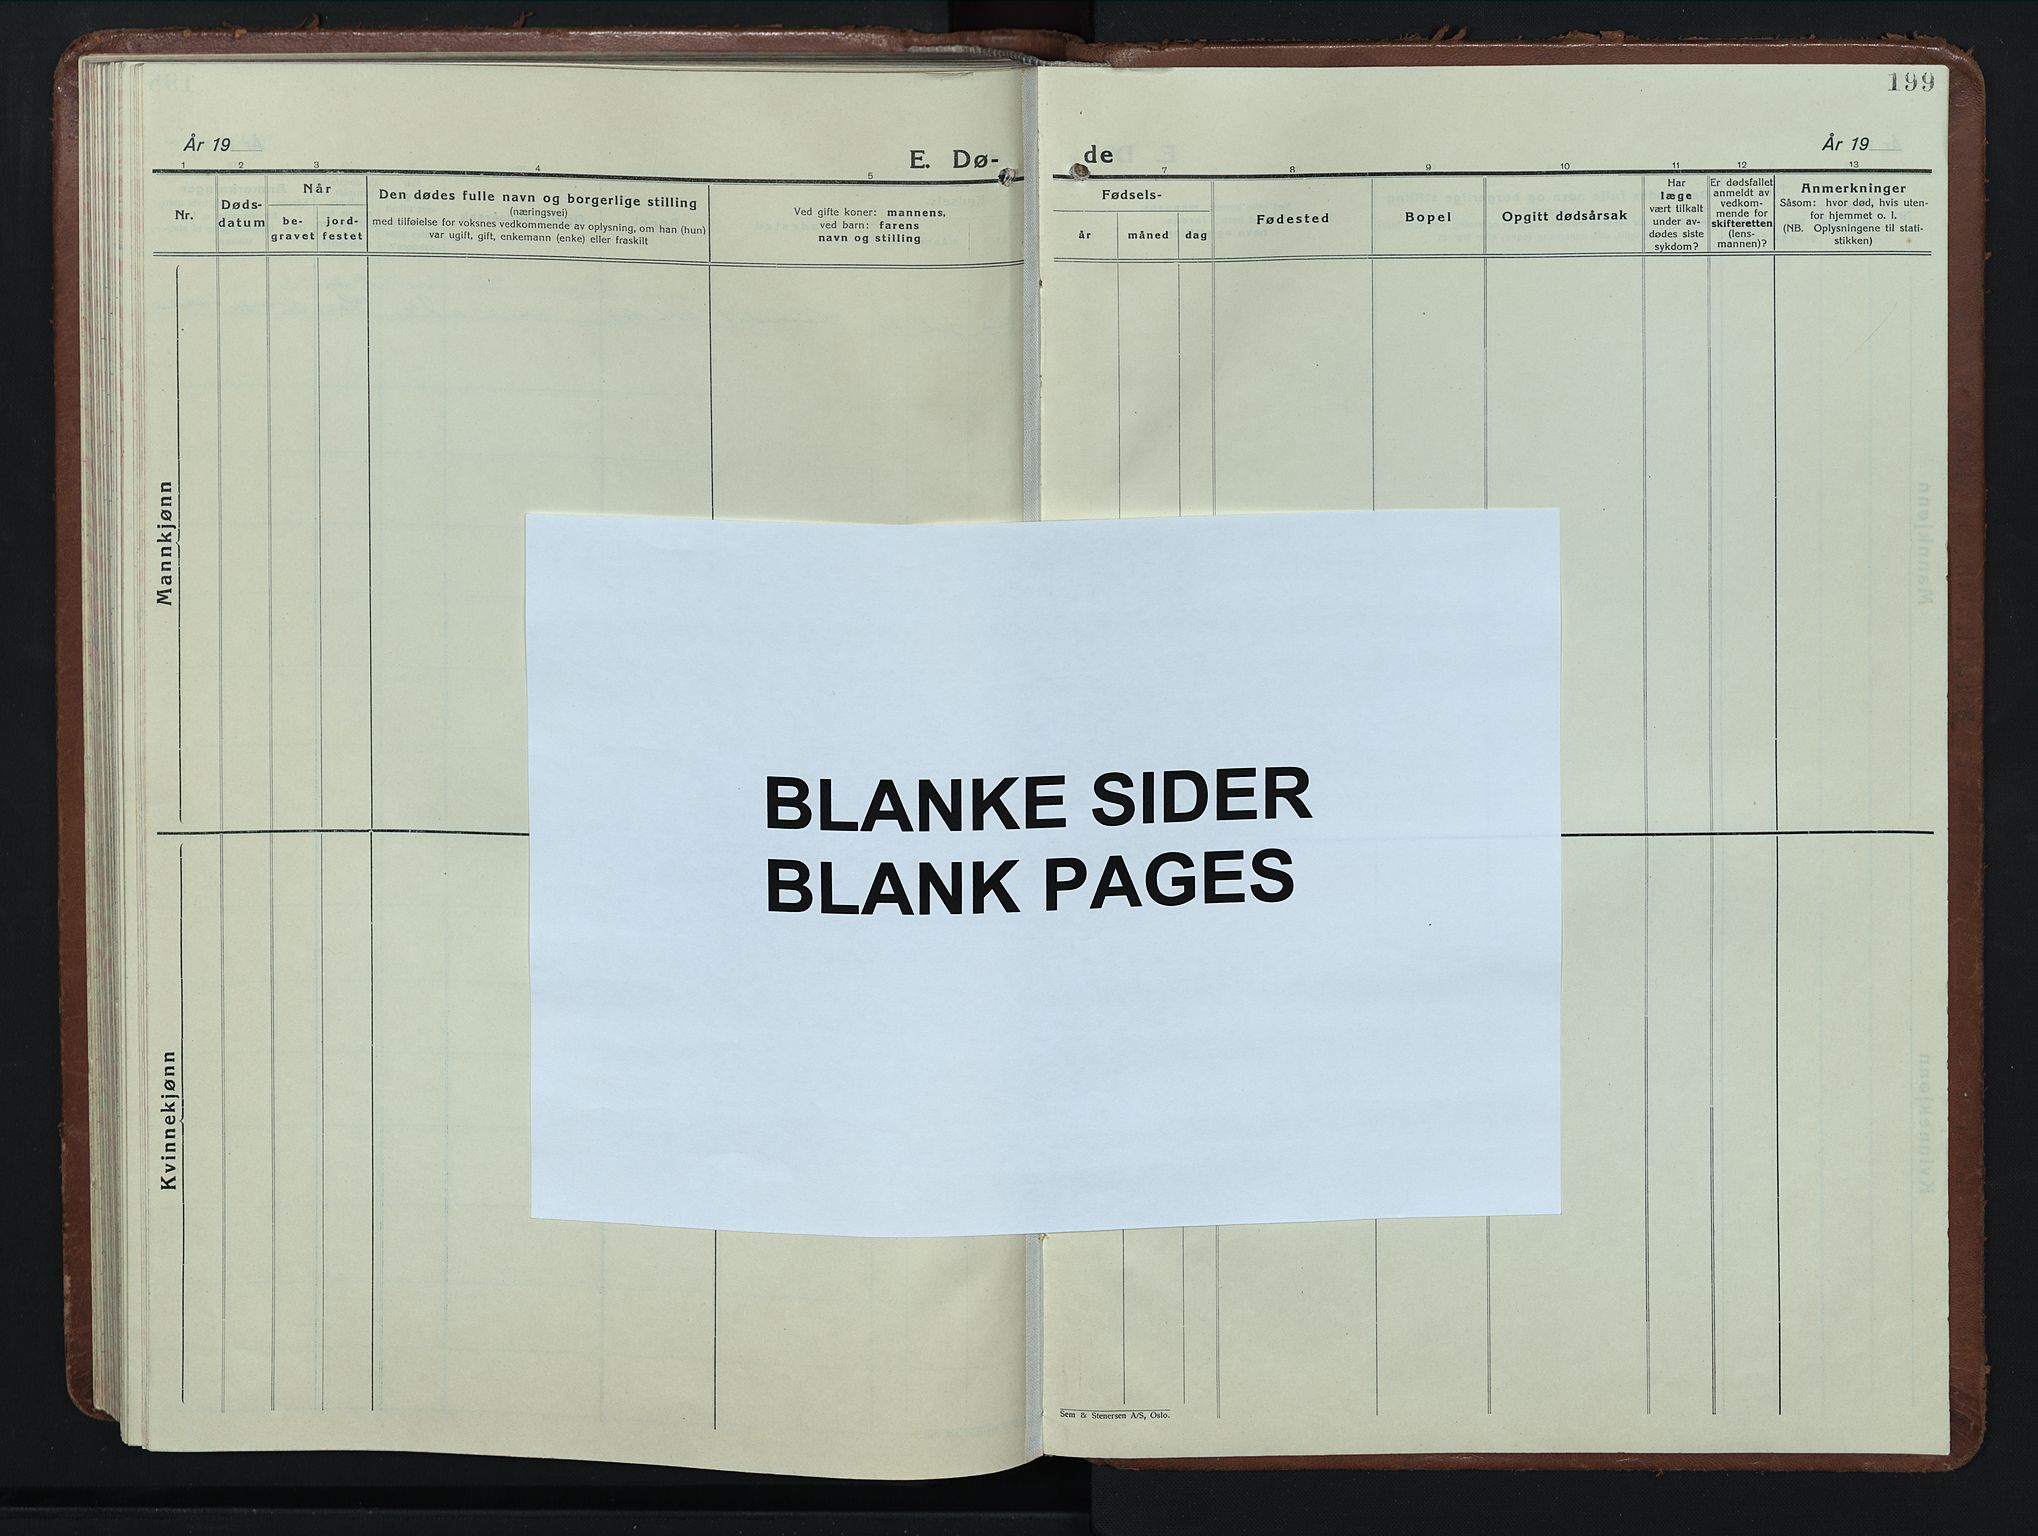 199
År 19
E. Dø-
de
År 19
1 2 3 4 5
7 8 9 10 11 12 13
Nr.
Døds-
datum
Når
be-
gravet
jord-
festet
Den dødes fulle navn og borgerlige stilling
(næringsvei)
med tilføielse for voksnes vedkommende av oplysning, om han (hun)
var ugift, gift, enkemann (enke) eller fraskilt
Ved gifte koner: mannens,
ved barn: farens
navn og stilling
Fødsels-
år
måned
dag
Fødested
Bopel
Opgitt dødsårsak
Har
læge
vært tilkalt
under av-
dødes siste
sykdom?
Er dødsfallet
anmeldt av
vedkom-
mende for
skifteretten
(lens-
mannen)?
Anmerkninger
Såsom: hvor død, hvis uten-
for hjemmet o. l.
(NB. Oplysningene til stati-
stikken)
Mannkjønn
BLANKE SIDER
BLANK PAGES
Kvinnekjønn
Sem & Stenersen A/S, Oslo.